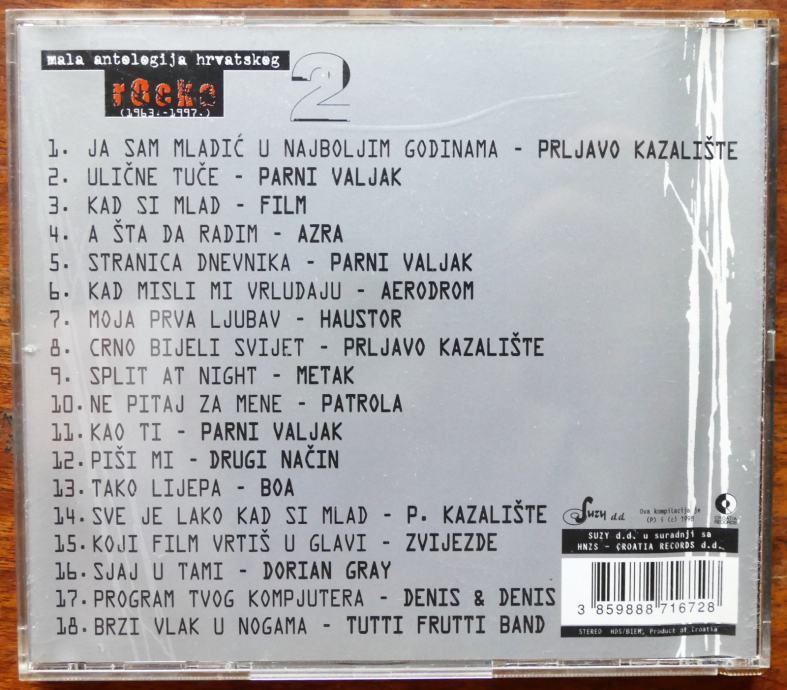 mala antologija hrvatskog
r0cka
(1963.-1997.)
2
1. JA SAM MLADIĆ U NAJBOLJIM GODINAMA - PRLJAVO KAZALIŠTE
2. ULIČNE TUČE - PARNI VALJAK
3. KAD SI MLAD - FILM
4. A ŠTA DA RADIM - AZRA
5. STRANICA DNEVNIKA - PARNI VALJAK
6. KAD MISLI MI VRLUDAJU - AERODROM
7. MOJA PRVA LJUBAV - HAUSTOR
8. CRNO BIJELI SVIJET - PRLJAVO KAZALIŠTE
9. SPLIT AT NIGHT - METAK
10. NE PITAJ ZA MENE - PATROLA
11. KAO TI - PARNI VALJAK
12. PIŠI MI - DRUGI NAČIN
13. TAKO LIJEPA - BOA
14. SVE JE LAKO KAD SI MLAD - P. KAZALIŠTE
15. KOJI FILM VRTIŠ U GLAVI - ZVIJEZDE
16. SJAJ U TAMI - DORIAN GRAY
17. PROGRAM TVOG KOMPJUTERA - DENIS & DENIS
18. BRZI VLAK U NOGAMA - TUTTI FRUTTI BAND
Suzy d.d.
Ova kompilacija je
(P) i (c) 1998
CROATIA
RECORDS
SUZY d.d. u suradnji sa
HNZS - CROATIA RECORDS d.d.
3 859888 716728
STEREO HDS/BIEM, Product of Croatia